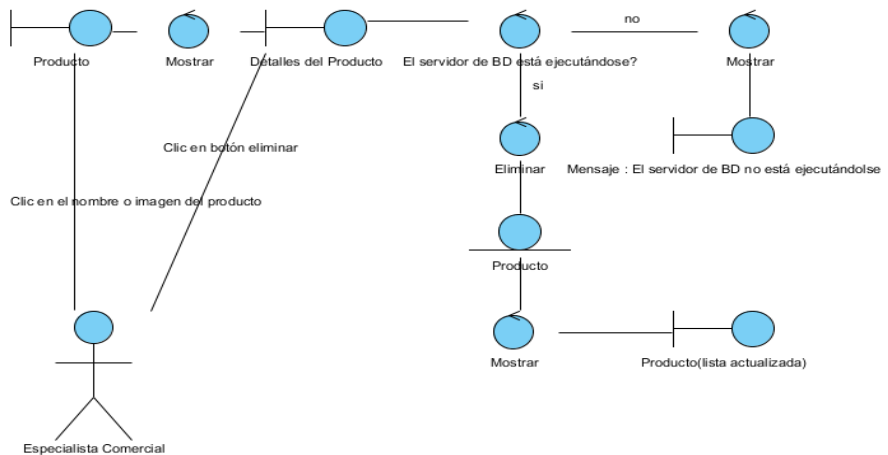 no
Producto
Mostrar
Detalles del Producto
El servidor de BD está ejecutándose?
Mostrar
si
Clic en botón eliminar
Eliminar
Mensaje : El servidor de BD no está ejecutándolse
Clic en el nombre o imagen del producto
Producto
Mostrar
Producto(lista actualizada)
Especialista Comercial